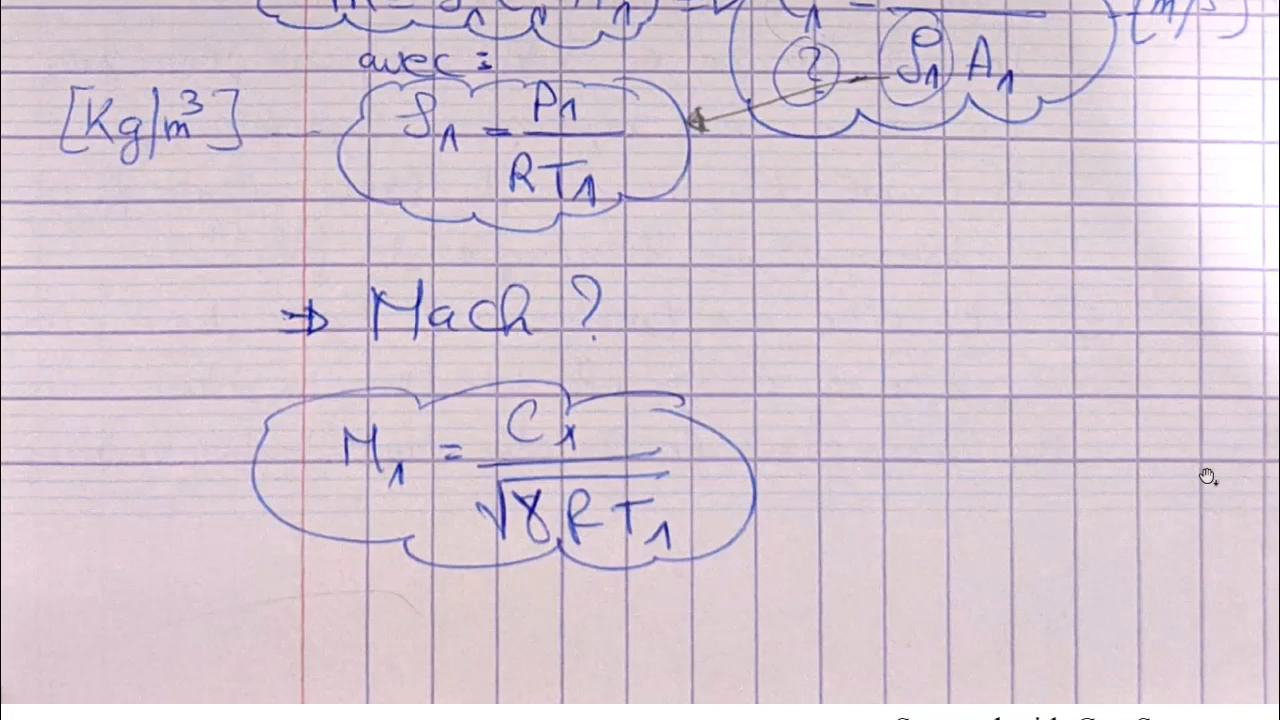 avec :
[Kg/m³] ρ₁ = P₁ / RT₁
ρ₁ A₁
?
⇒ Mach ?
M₁ = C₁ / √γRT₁